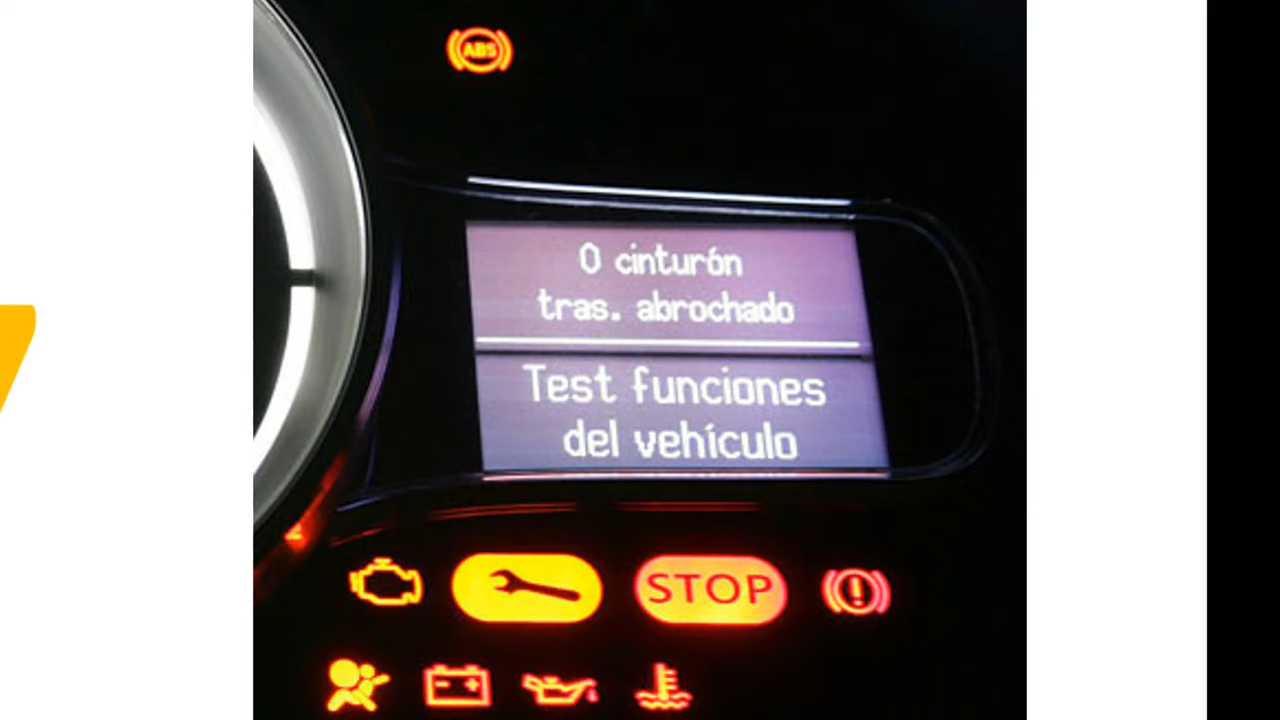 ABS
0 cinturón
tras. abrochado
Test funciones
del vehículo
STOP